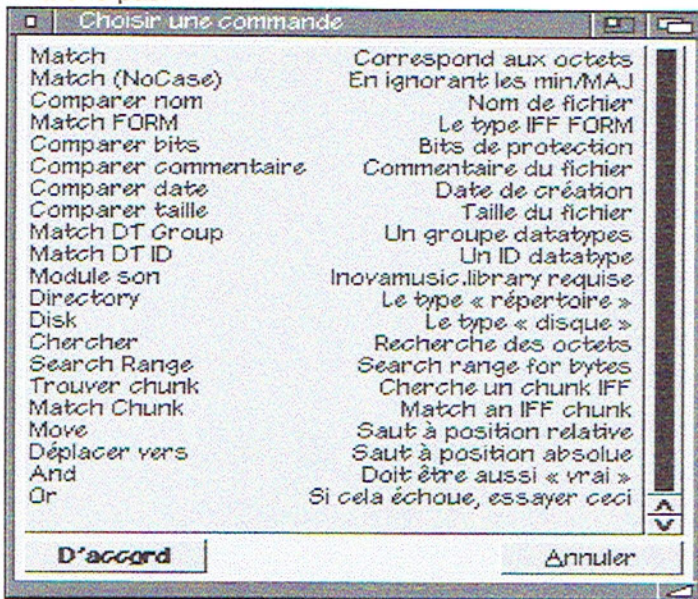 Choisir une commande
Match Correspond aux octets
Match (NoCase) En ignorant les min/MAJ
Comparer nom Nom de fichier
Match FORM Le type IFF FORM
Comparer bits Bits de protection
Comparer commentaire Commentaire du fichier
Comparer date Date de création
Comparer taille Taille du fichier
Match DT Group Un groupe datatypes
Match DT ID Un ID datatype
Module son Inovamusic.library requise
Directory Le type « répertoire »
Disk Le type « disque »
Chercher Recherche des octets
Search Range Search range for bytes
Trouver chunk Cherche un chunk IFF
Match Chunk Match an IFF chunk
Move Saut à position relative
Déplacer vers Saut à position absolue
And Doit être aussi « vrai »
Or Si cela échoue, essayer ceci
D'accord Annuler